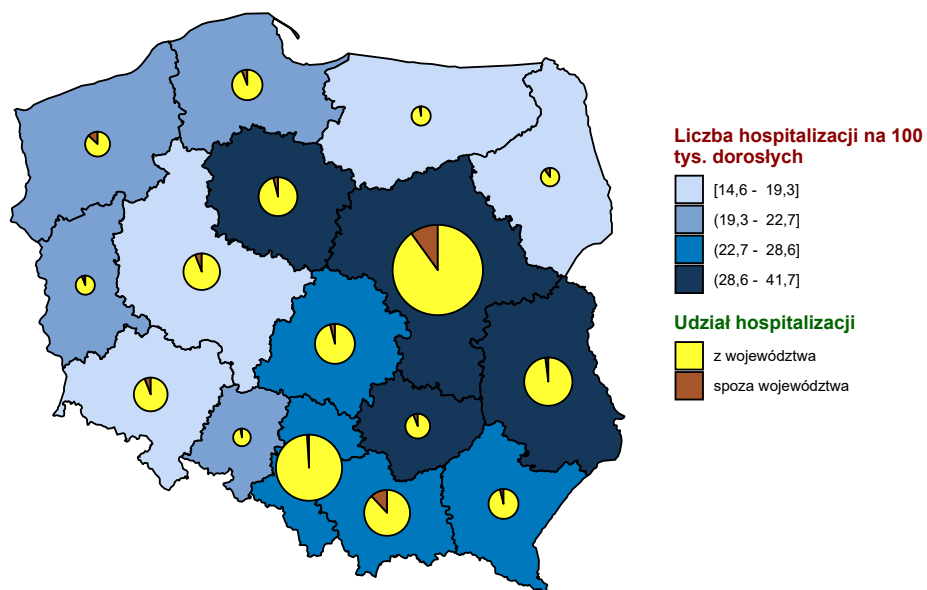 Liczba hospitalizacji na 100
tys. dorosłych
[14,6 - 19,3]
(19,3 - 22,7]
(22,7 - 28,6]
(28,6 - 41,7]
Udział hospitalizacji
z województwa
spoza województwa